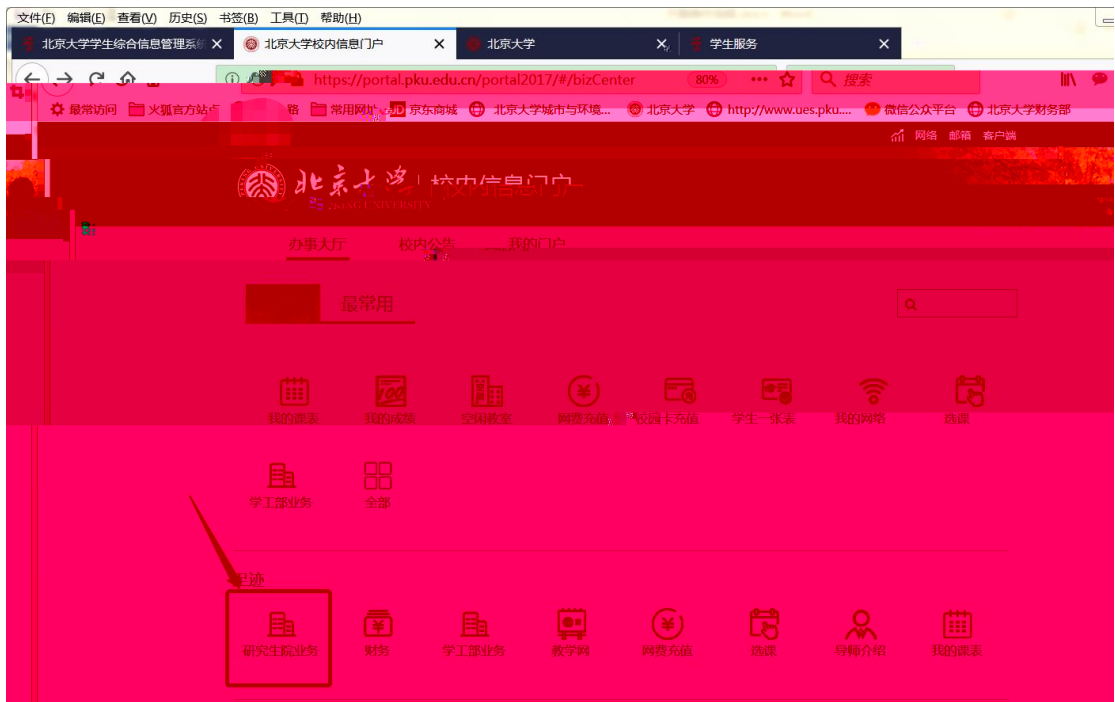 文件(F) 编辑(E) 查看(V) 历史(S) 书签(B) 工具(T) 帮助(H)
北京大学学生综合信息管理系统 北京大学校内信息门户 北京大学 学生服务
https://portal.pku.edu.cn/portal2017/#/bizCenter 80% 搜索
最常访问 火狐官方站点 常用网址 JD 京东商城 北京大学城市与环境... 北京大学 http://www.ues.pku.... 微信公众平台 北京大学财务部
网络 邮箱 客户端
北京大学 校内信息门户
办事大厅 校内公告 我的门户
最常用
我的课表 我的成绩 空闲教室 网费充值 校园卡充值 学生一张表 我的网络 选课
学工部业务 全部
足迹
研究生院业务 财务 学工部业务 教学网 网费充值 选课 导师介绍 我的课表